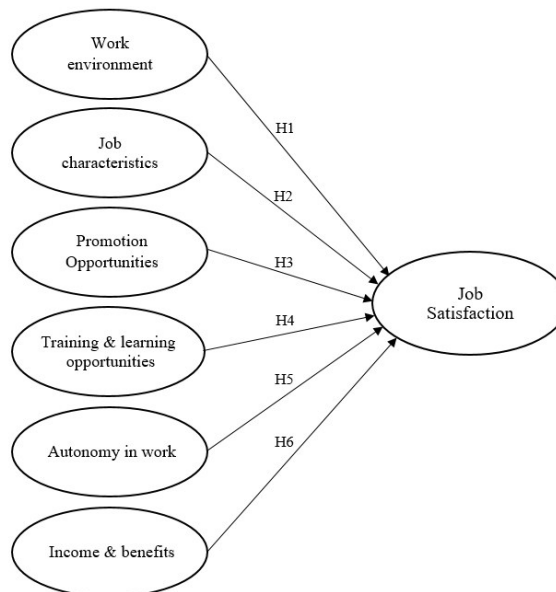 Work
environment
H1
Job
characteristics
H2
Promotion
Opportunities
H3
Job
Satisfaction
Training & learning
opportunities
H4
H5
Autonomy in work
H6
Income & benefits